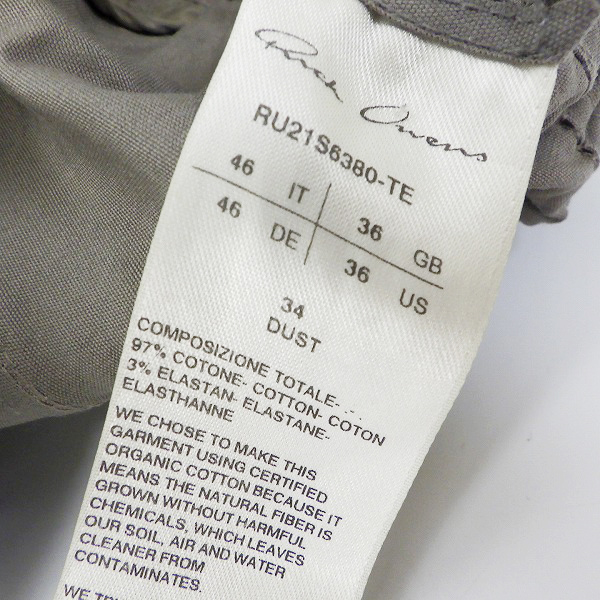 Rick Owens
RU21S6380-TE
46 IT 36 GB
46 DE 36 US
34
DUST
COMPOSIZIONE TOTALE-
97% COTONE- COTTON- COTON
3% ELASTAN- ELASTANE-
ELASTHANNE
WE CHOSE TO MAKE THIS
GARMENT USING CERTIFIED
ORGANIC COTTON BECAUSE IT
MEANS THE NATURAL FIBER IS
GROWN WITHOUT HARMFUL
CHEMICALS, WHICH LEAVES
OUR SOIL, AIR AND WATER
CLEANER FROM
CONTAMINATES.
WE